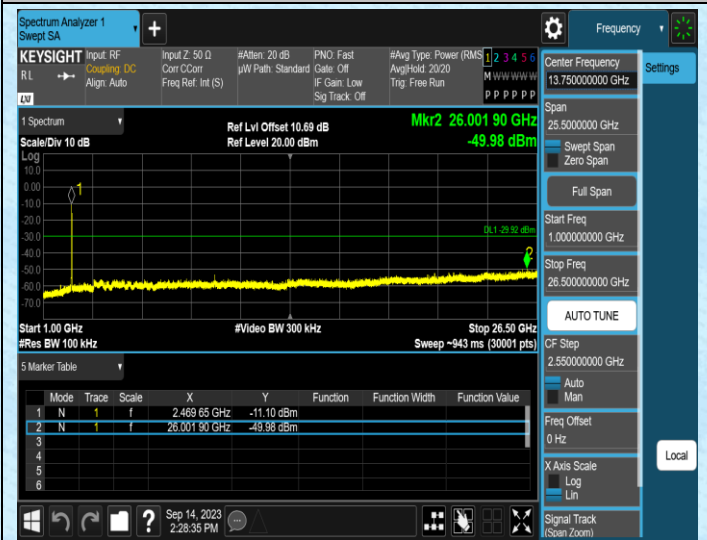 Spectrum Analyzer 1
Swept SA
+
Frequency
KEYSIGHT
RL
LXI
Input: RF
Coupling: DC
Align: Auto
Input Z: 50 Ω
Corr CCorr
Freq Ref: Int (S)
#Atten: 20 dB
µW Path: Standard
PNO: Fast
Gate: Off
IF Gain: Low
Sig Track: Off
#Avg Type: Power (RMS
Avg|Hold: 20/20
Trig: Free Run
1 2 3 4 5 6
M W W W W W
P P P P P P
1 Spectrum
Scale/Div 10 dB
Ref Lvl Offset 10.69 dB
Ref Level 20.00 dBm
Mkr2 26.001 90 GHz
-49.98 dBm
Log
10.0
0.00
-10.0
-20.0
-30.0
-40.0
-50.0
-60.0
-70.0
1
DL1 -29.92 dBm
2
Start 1.00 GHz
#Res BW 100 kHz
#Video BW 300 kHz
Stop 26.50 GHz
Sweep ~943 ms (30001 pts)
5 Marker Table
Mode Trace Scale X Y Function Function Width Function Value
1 N 1 f 2.469 65 GHz -11.10 dBm
2 N 1 f 26.001 90 GHz -49.98 dBm
3
4
5
6
?
Sep 14, 2023
2:28:35 PM
Center Frequency
13.750000000 GHz
Settings
Span
25.5000000 GHz
Swept Span
Zero Span
Full Span
Start Freq
1.000000000 GHz
Stop Freq
26.500000000 GHz
AUTO TUNE
CF Step
2.550000000 GHz
Auto
Man
Freq Offset
0 Hz
X Axis Scale
Log
Lin
Local
Signal Track
(Span Zoom)